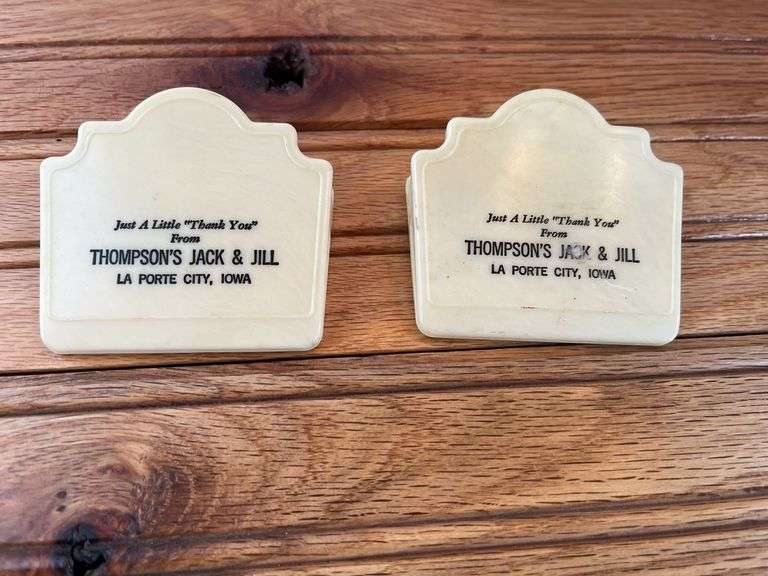 Just A Little "Thank You"
From
THOMPSON'S JACK & JILL
LA PORTE CITY, IOWA
Just A Little "Thank You"
From
THOMPSON'S JACK & JILL
LA PORTE CITY, IOWA